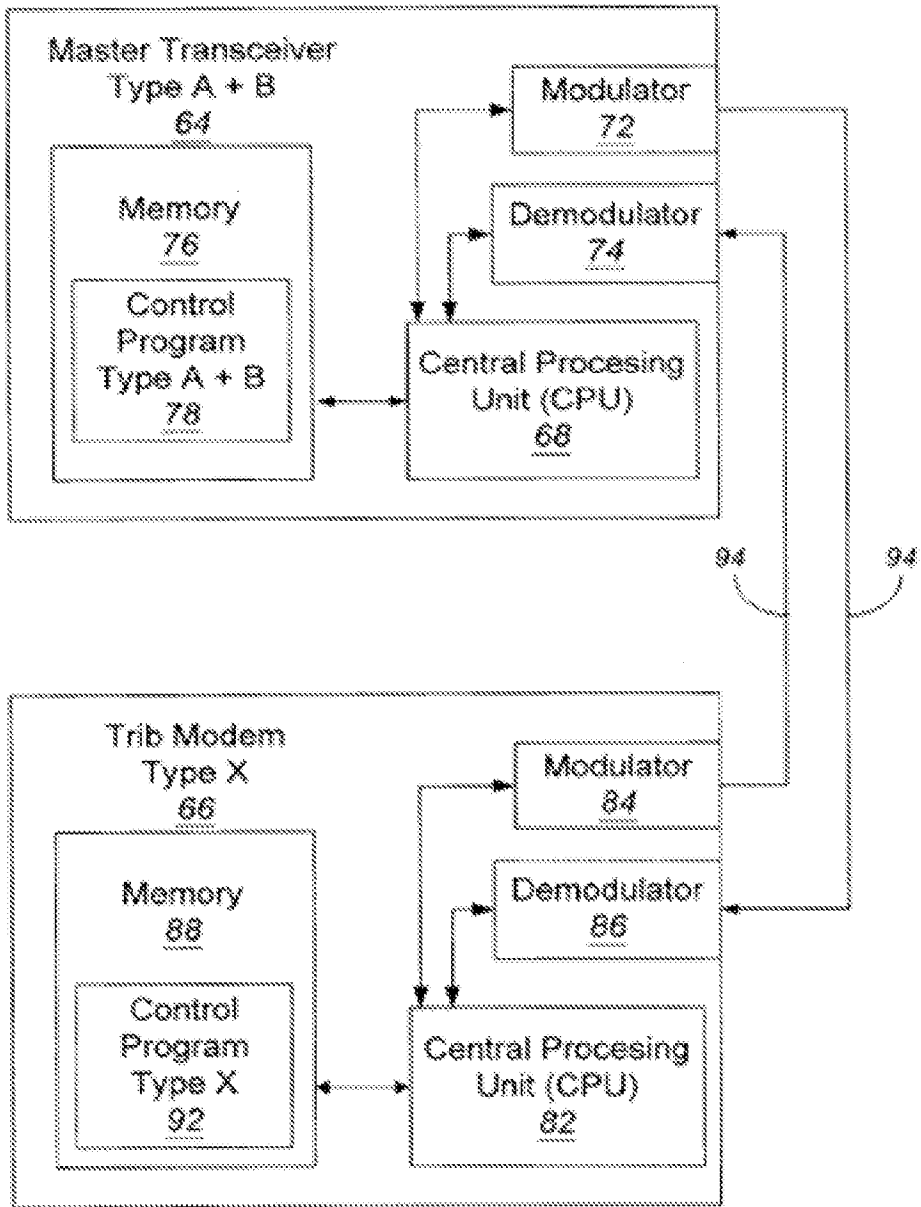 Master Transceiver
Type A + B
64
Memory
76
Control
Program
Type A + B
78
Modulator
72
Demodulator
74
Central Procesing
Unit (CPU)
68
94
94
Trib Modem
Type X
66
Memory
88
Control
Program
Type X
92
Modulator
84
Demodulator
86
Central Procesing
Unit (CPU)
82